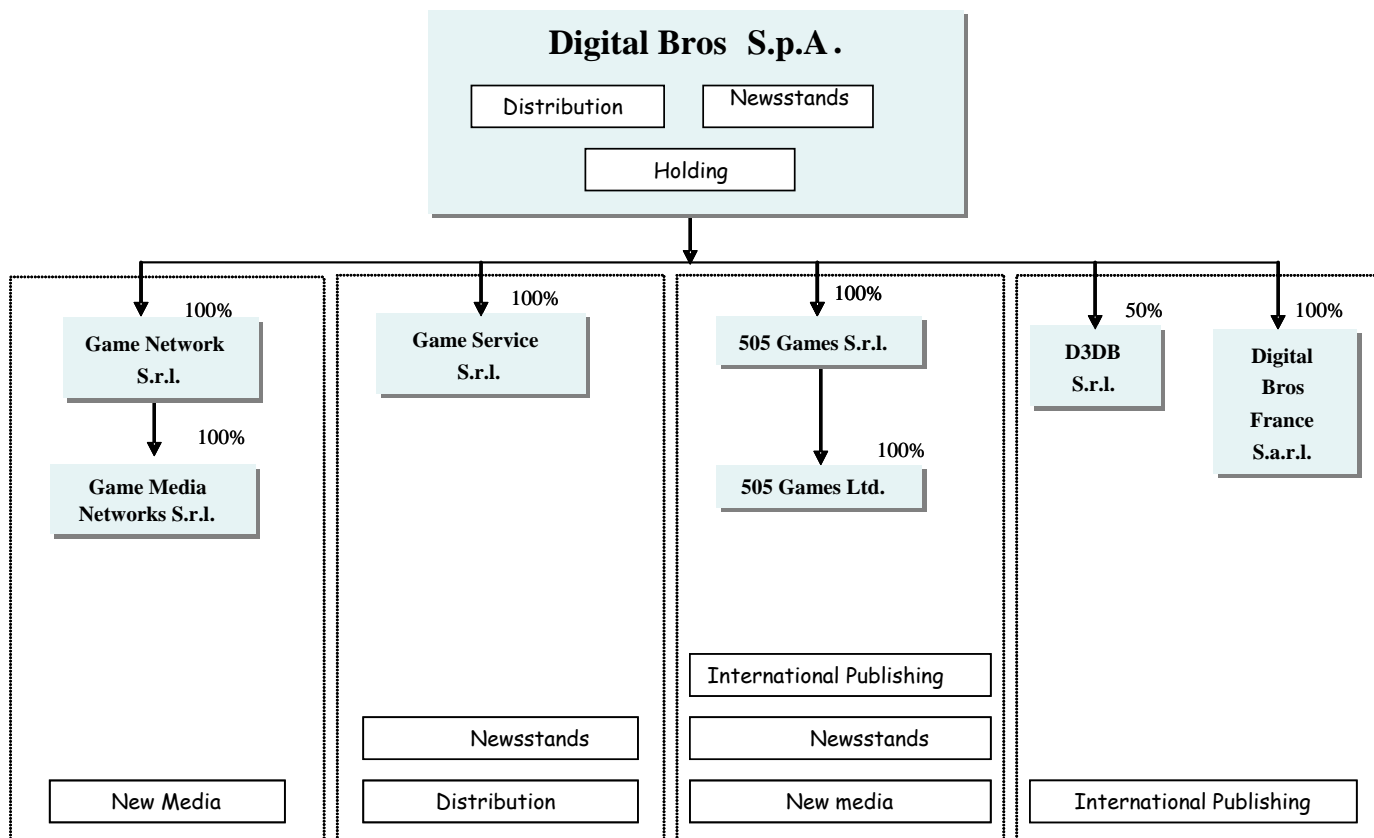 Digital Bros S.p.A.
Distribution
Newsstands
Holding
100%
Game Network
S.r.l.
100%
Game Media
Networks S.r.l.
New Media
100%
Game Service
S.r.l.
Newsstands
Distribution
100%
505 Games S.r.l.
100%
505 Games Ltd.
International Publishing
Newsstands
New media
50%
D3DB
S.r.l.
100%
Digital
Bros
France
S.a.r.l.
International Publishing